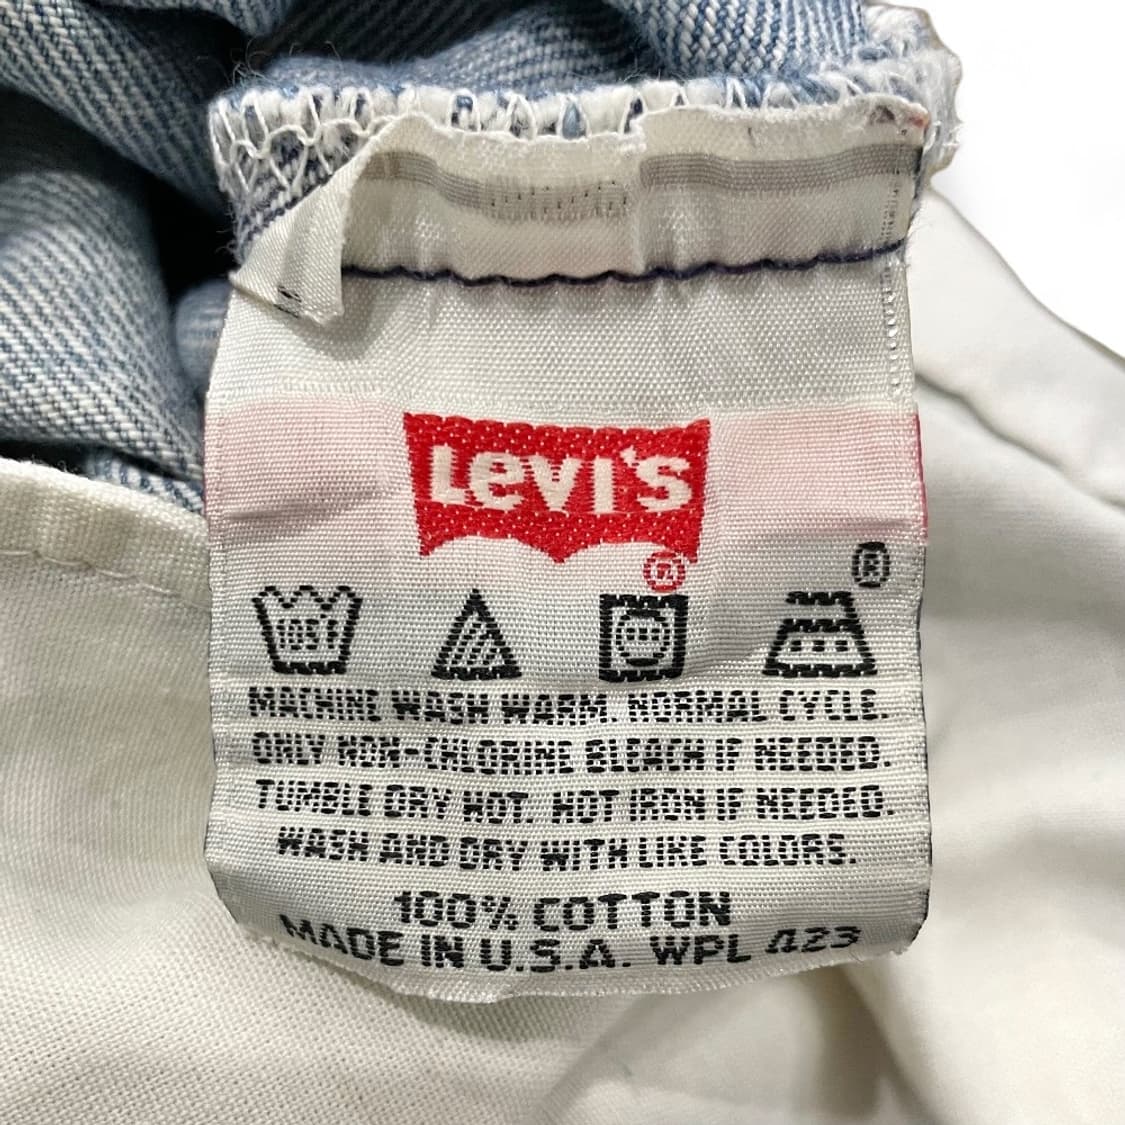 Levi's
®
®
105°F
MACHINE WASH WARM. NORMAL CYCLE.
ONLY NON-CHLORINE BLEACH IF NEEDED.
TUMBLE DRY HOT. HOT IRON IF NEEDED.
WASH AND DRY WITH LIKE COLORS.
100% COTTON
MADE IN U.S.A. WPL 423